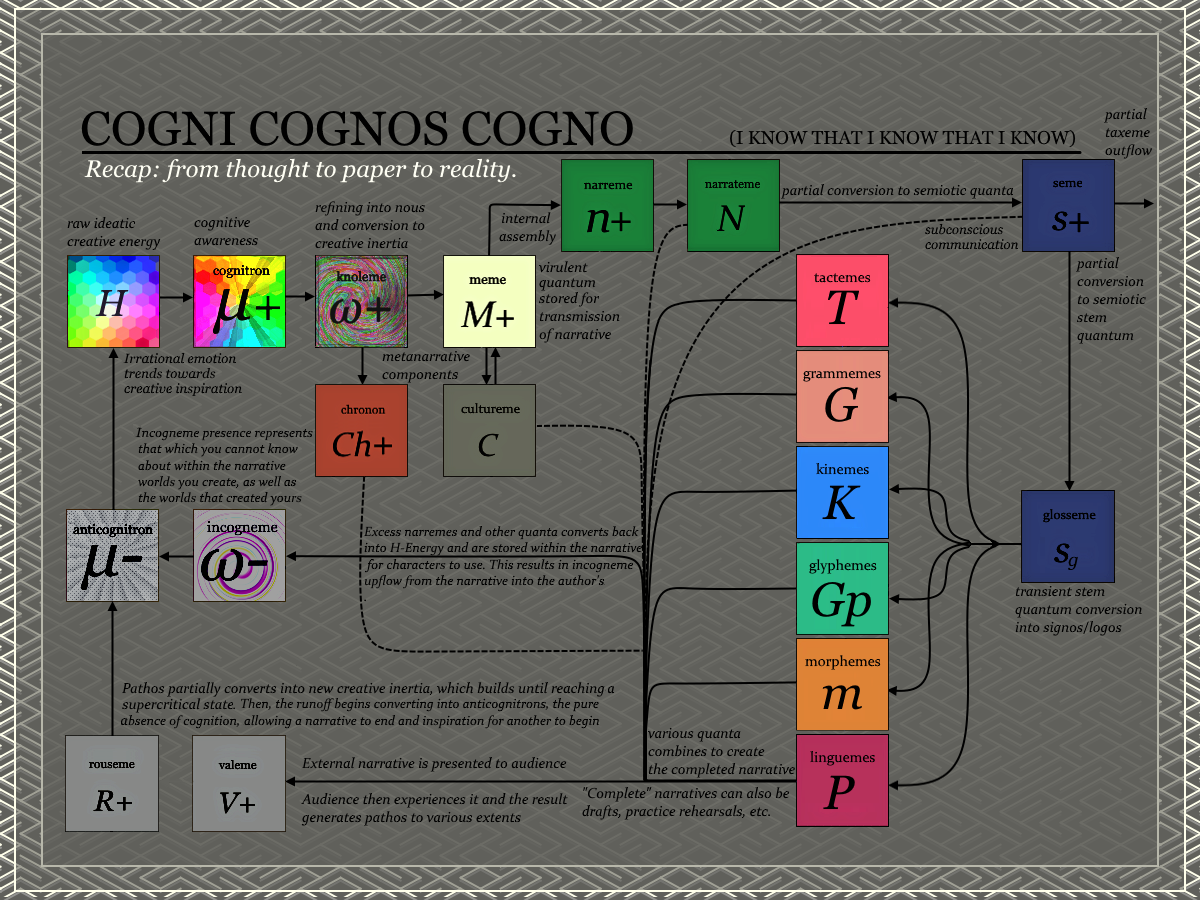 COGNI COGNOS COGNO
(I KNOW THAT I KNOW THAT I KNOW)
Recap: from thought to paper to reality.
partial
taxeme
outflow
raw ideatic
creative energy
cognitive
awareness
refining into nous
and conversion to
creative inertia
internal
assembly
narreme
n+
narrateme
N
partial conversion to semiotic quanta
subconscious
communication
seme
s+
H
cognitron
μ+
knoleme
ω+
meme
M+
virulent
quantum
stored for
transmission
of narrative
partial
conversion
to semiotic
stem
quantum
Irrational emotion
trends towards
creative inspiration
metanarrative
components
chronon
Ch+
cultureme
C
tactemes
T
grammemes
G
kinemes
K
glyphemes
Gp
morphemes
m
linguemes
P
glosseme
sg
transient stem
quantum conversion
into signos/logos
Incogneme presence represents
that which you cannot know
about within the narrative
worlds you create, as well as
the worlds that created yours
anticognitron
μ-
incogneme
ω-
Excess narremes and other quanta converts back
into H-Energy and are stored within the narrative
for characters to use. This results in incogneme
upflow from the narrative into the author's
.
Pathos partially converts into new creative inertia, which builds until reaching a
supercritical state. Then, the runoff begins converting into anticognitrons, the pure
absence of cognition, allowing a narrative to end and inspiration for another to begin
rouseme
R+
valeme
V+
External narrative is presented to audience
Audience then experiences it and the result
generates pathos to various extents
various quanta
combines to create
the completed narrative
"Complete" narratives can also be
drafts, practice rehearsals, etc.